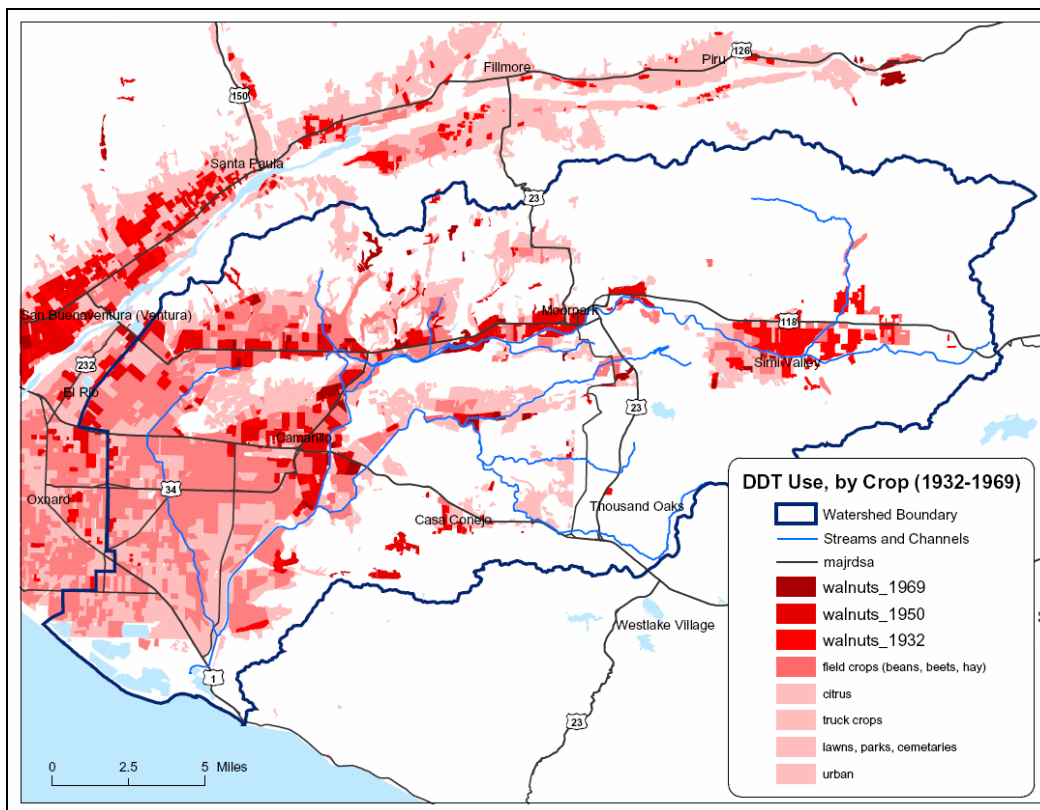 126
Piru
Fillmore
150
Santa Paula
23
San Buenaventura (Ventura)
Moorpark
118
Simi Valley
232
El Rio
23
Camarillo
34
Oxnard
Casa Conejo
Thousand Oaks
Westlake Village
1
23
0 2.5 5 Miles
DDT Use, by Crop (1932-1969)
Watershed Boundary
Streams and Channels
majrdsa
walnuts_1969
walnuts_1950
walnuts_1932
field crops (beans, beets, hay)
citrus
truck crops
lawns, parks, cemetaries
urban